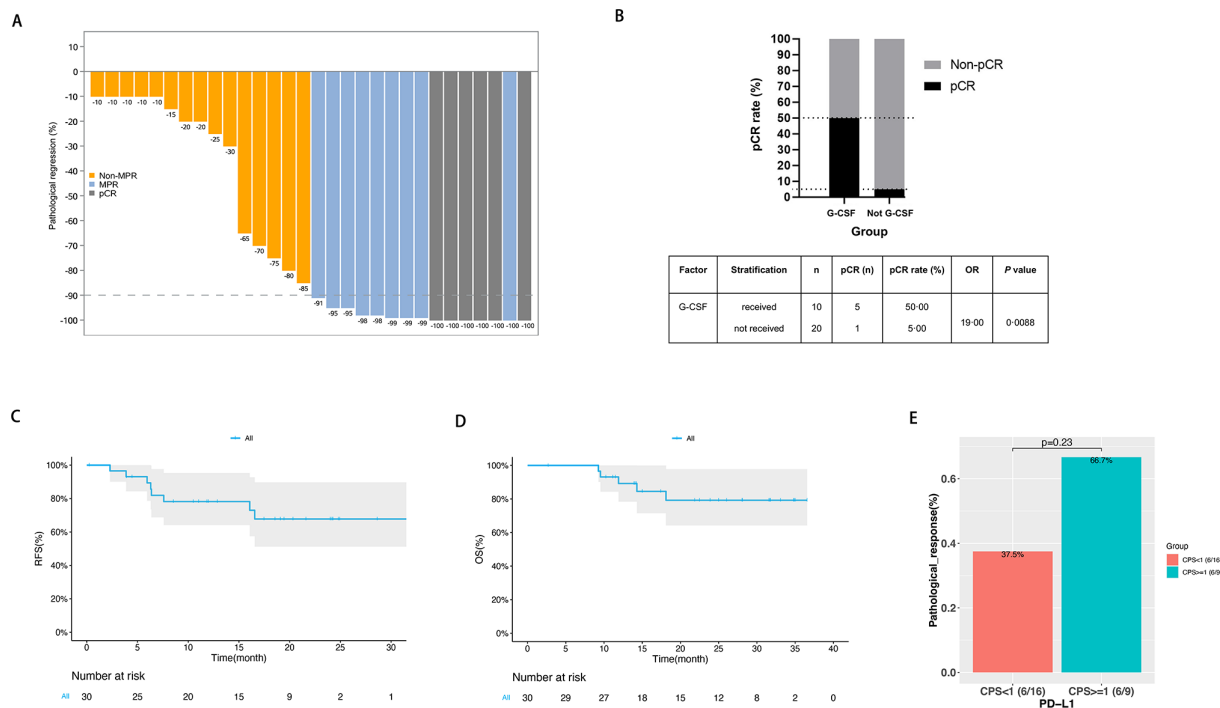 A
10
0
-10
-20
-30
-40
-50
-60
-70
-80
-90
-100
Pathological regression (%)
Non-MPR
MPR
pCR
-10 -10 -10 -10 -10 -15 -20 -20 -25 -30 -65 -70 -75 -80 -85 -91 -95 -95 -98 -98 -99 -99 -99 -100 -100 -100 -100 -100 -100 -100
B
100
90
80
70
60
50
40
30
20
10
0
pCR rate (%)
G-CSF Not G-CSF
Group
Non-pCR
pCR
Factor Stratification n pCR (n) pCR rate (%) OR P value
G-CSF received 10 5 50·00 19·00 0·0088
not received 20 1 5·00
C
All
100%
80%
60%
40%
20%
0%
RFS(%)
0 5 10 15 20 25 30
Time(month)
Number at risk
All 30 25 20 15 9 2 1
D
All
100%
80%
60%
40%
20%
0%
OS(%)
0 5 10 15 20 25 30 35 40
Time(month)
Number at risk
All 30 29 27 18 15 12 8 2 0
E
p=0.23
66.7%
37.5%
0.6
0.4
0.2
0.0
Pathological_response(%)
CPS<1 (6/16) CPS>=1 (6/9)
PD-L1
Group
CPS<1 (6/16
CPS>=1 (6/9